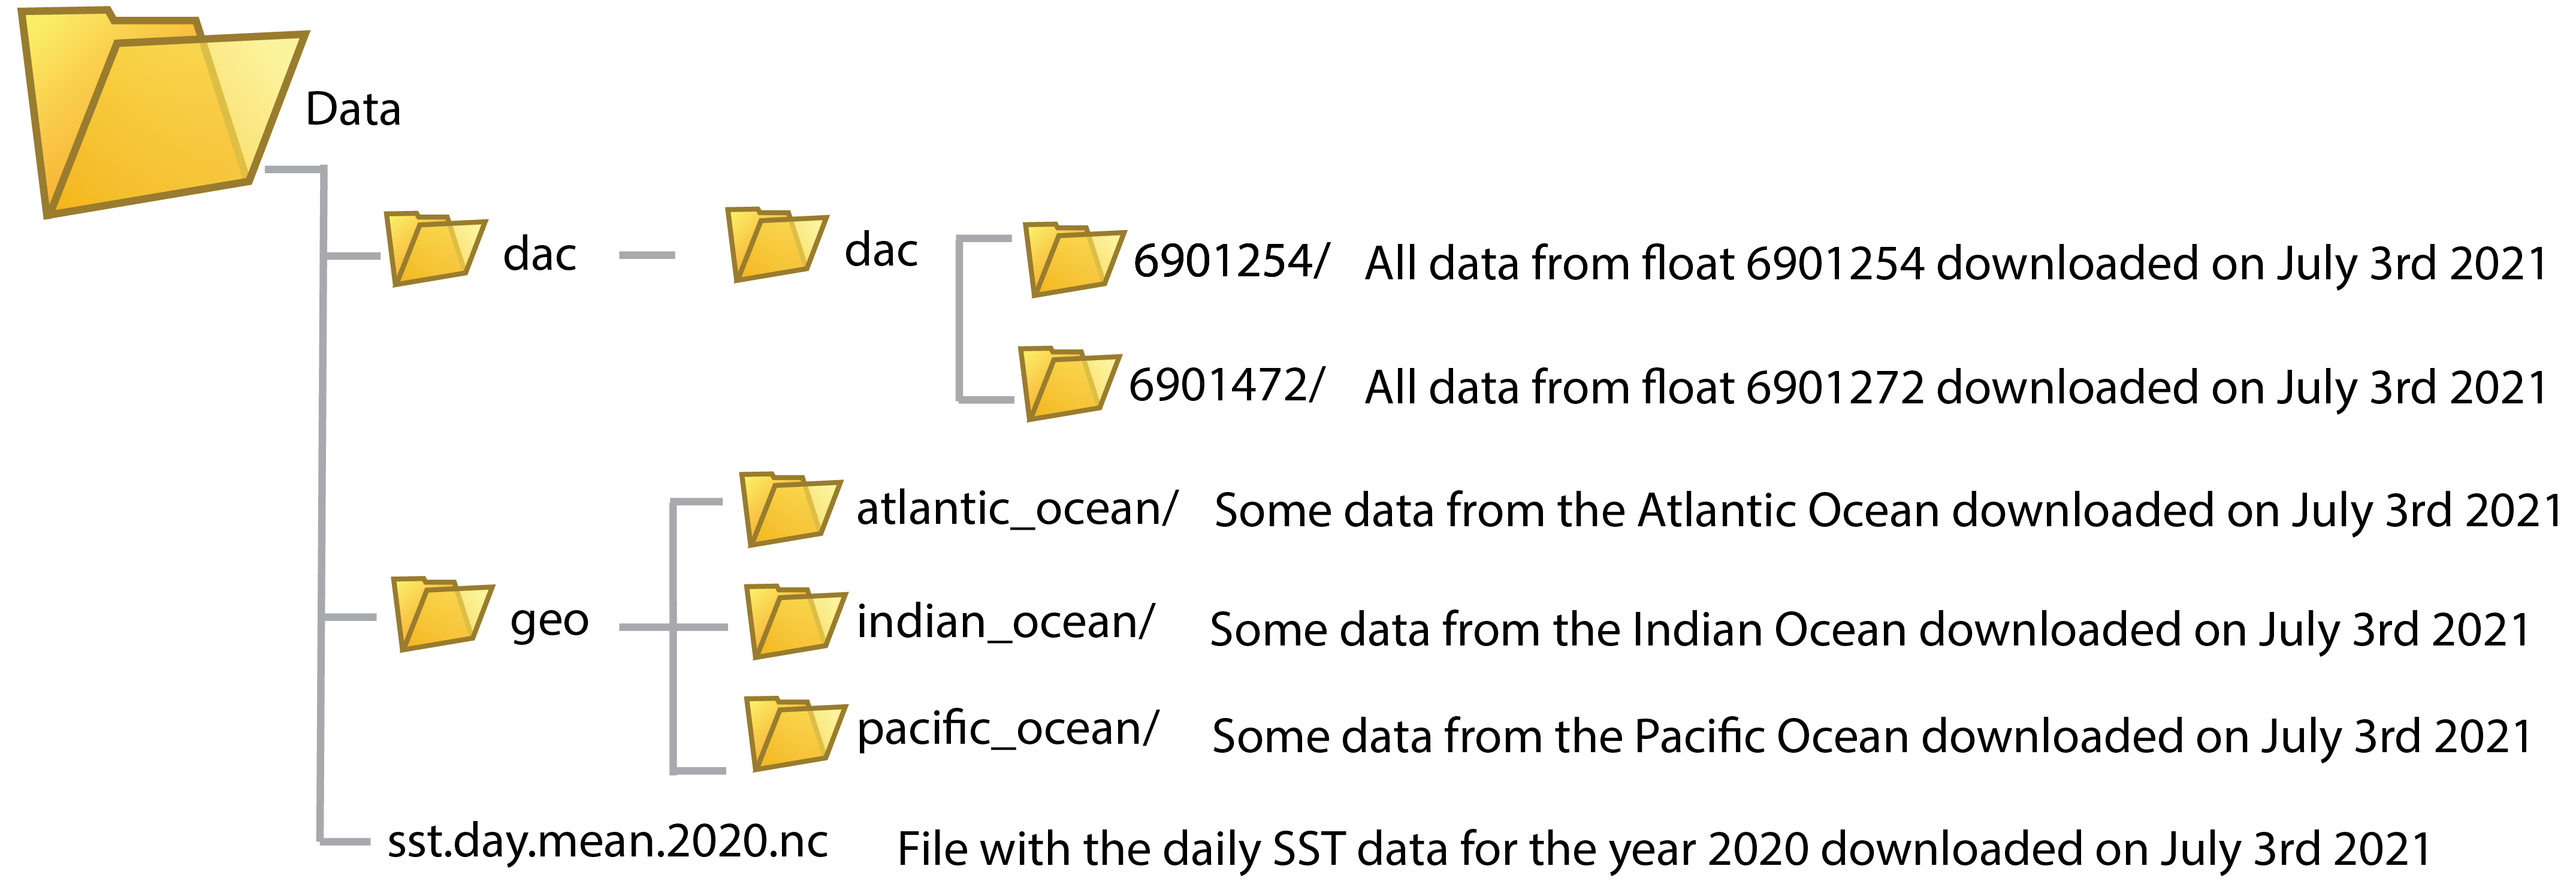 Data
dac
dac
6901254/ All data from float 6901254 downloaded on July 3rd 2021
6901472/ All data from float 6901272 downloaded on July 3rd 2021
atlantic_ocean/ Some data from the Atlantic Ocean downloaded on July 3rd 2021
geo
indian_ocean/ Some data from the Indian Ocean downloaded on July 3rd 2021
pacific_ocean/ Some data from the Pacific Ocean downloaded on July 3rd 2021
sst.day.mean.2020.nc File with the daily SST data for the year 2020 downloaded on July 3rd 2021